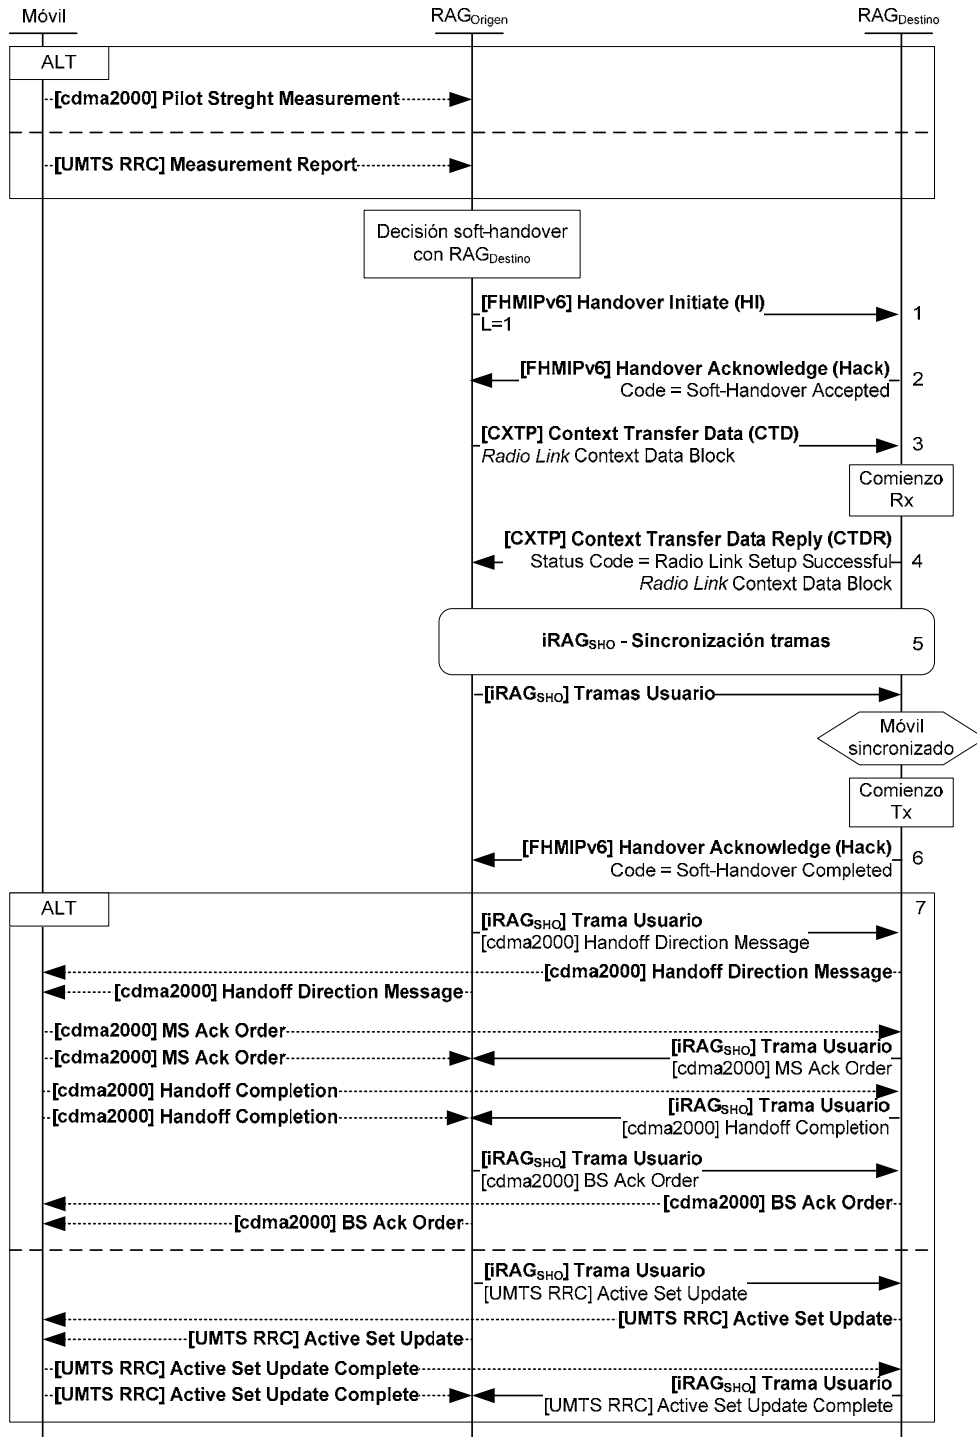 Móvil RAGOrigen RAGDestino
ALT
[cdma2000] Pilot Streght Measurement
[UMTS RRC] Measurement Report
Decisión soft-handover
con RAGDestino
[FHMIPv6] Handover Initiate (HI) 1
L=1
[FHMIPv6] Handover Acknowledge (Hack) 2
Code = Soft-Handover Accepted
[CXTP] Context Transfer Data (CTD) 3
Radio Link Context Data Block
Comienzo
Rx
[CXTP] Context Transfer Data Reply (CTDR)
Status Code = Radio Link Setup Successful 4
Radio Link Context Data Block
iRAGSHO - Sincronización tramas 5
[iRAGSHO] Tramas Usuario
Móvil
sincronizado
Comienzo
Tx
[FHMIPv6] Handover Acknowledge (Hack) 6
Code = Soft-Handover Completed
ALT 7
[iRAGSHO] Trama Usuario
[cdma2000] Handoff Direction Message
[cdma2000] Handoff Direction Message
[cdma2000] Handoff Direction Message
[cdma2000] MS Ack Order
[cdma2000] MS Ack Order [iRAGSHO] Trama Usuario
[cdma2000] MS Ack Order
[cdma2000] Handoff Completion
[cdma2000] Handoff Completion [iRAGSHO] Trama Usuario
[cdma2000] Handoff Completion
[iRAGSHO] Trama Usuario
[cdma2000] BS Ack Order
[cdma2000] BS Ack Order
[cdma2000] BS Ack Order
[iRAGSHO] Trama Usuario
[UMTS RRC] Active Set Update
[UMTS RRC] Active Set Update
[UMTS RRC] Active Set Update
[UMTS RRC] Active Set Update Complete
[UMTS RRC] Active Set Update Complete [iRAGSHO] Trama Usuario
[UMTS RRC] Active Set Update Complete